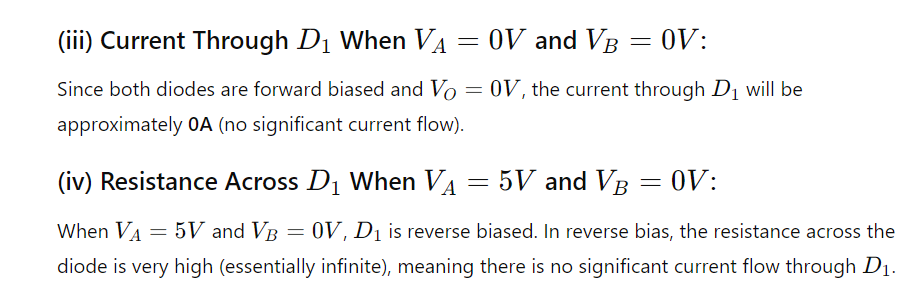 (iii) Current Through D₁ When V_A = 0V and V_B = 0V:
Since both diodes are forward biased and V_O = 0V, the current through D₁ will be
approximately 0A (no significant current flow).
(iv) Resistance Across D₁ When V_A = 5V and V_B = 0V:
When V_A = 5V and V_B = 0V, D₁ is reverse biased. In reverse bias, the resistance across the
diode is very high (essentially infinite), meaning there is no significant current flow through D₁.